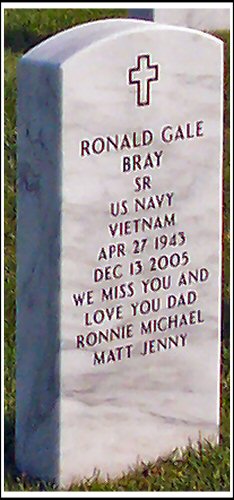 RONALD GALE
BRAY
SR
US NAVY
VIETNAM
APR 27 1943
DEC 13 2005
WE MISS YOU AND
LOVE YOU DAD
RONNIE MICHAEL
MATT JENNY